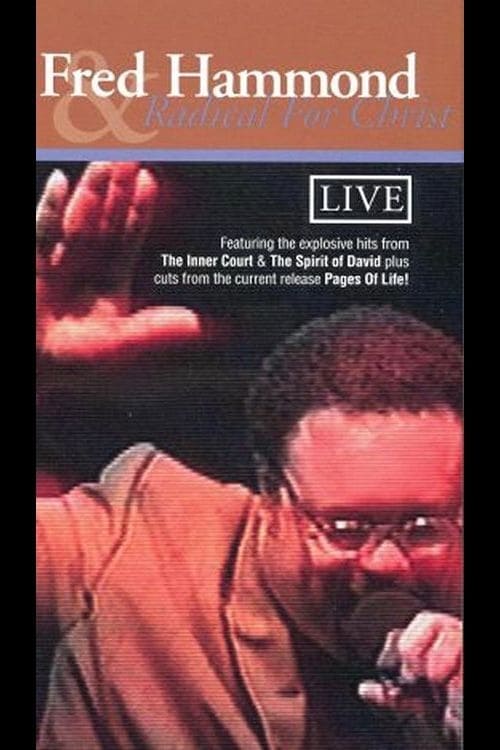 Fred Hammond
& Radical For Christ
LIVE
Featuring the explosive hits from
The Inner Court & The Spirit of David plus
cuts from the current release Pages Of Life!